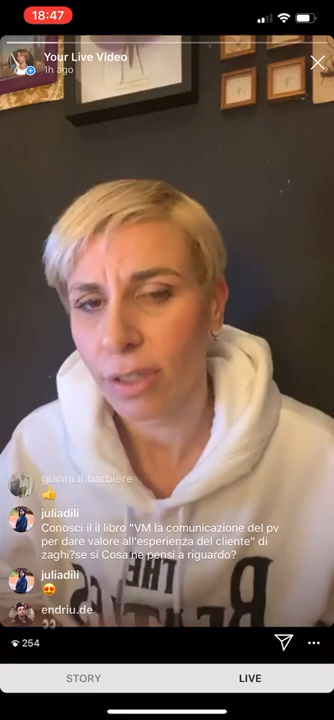 18:47
Your Live Video
1h ago
gianni.il.barbiere
👍
juliadili
Conosci il il libro "VM la comunicazione del pv
per dare valore all'esperienza del cliente" di
zaghi?se si Cosa ne pensi a riguardo?
juliadili
😍
endriu.de
👀
THE
BEATLES
254
STORY
LIVE